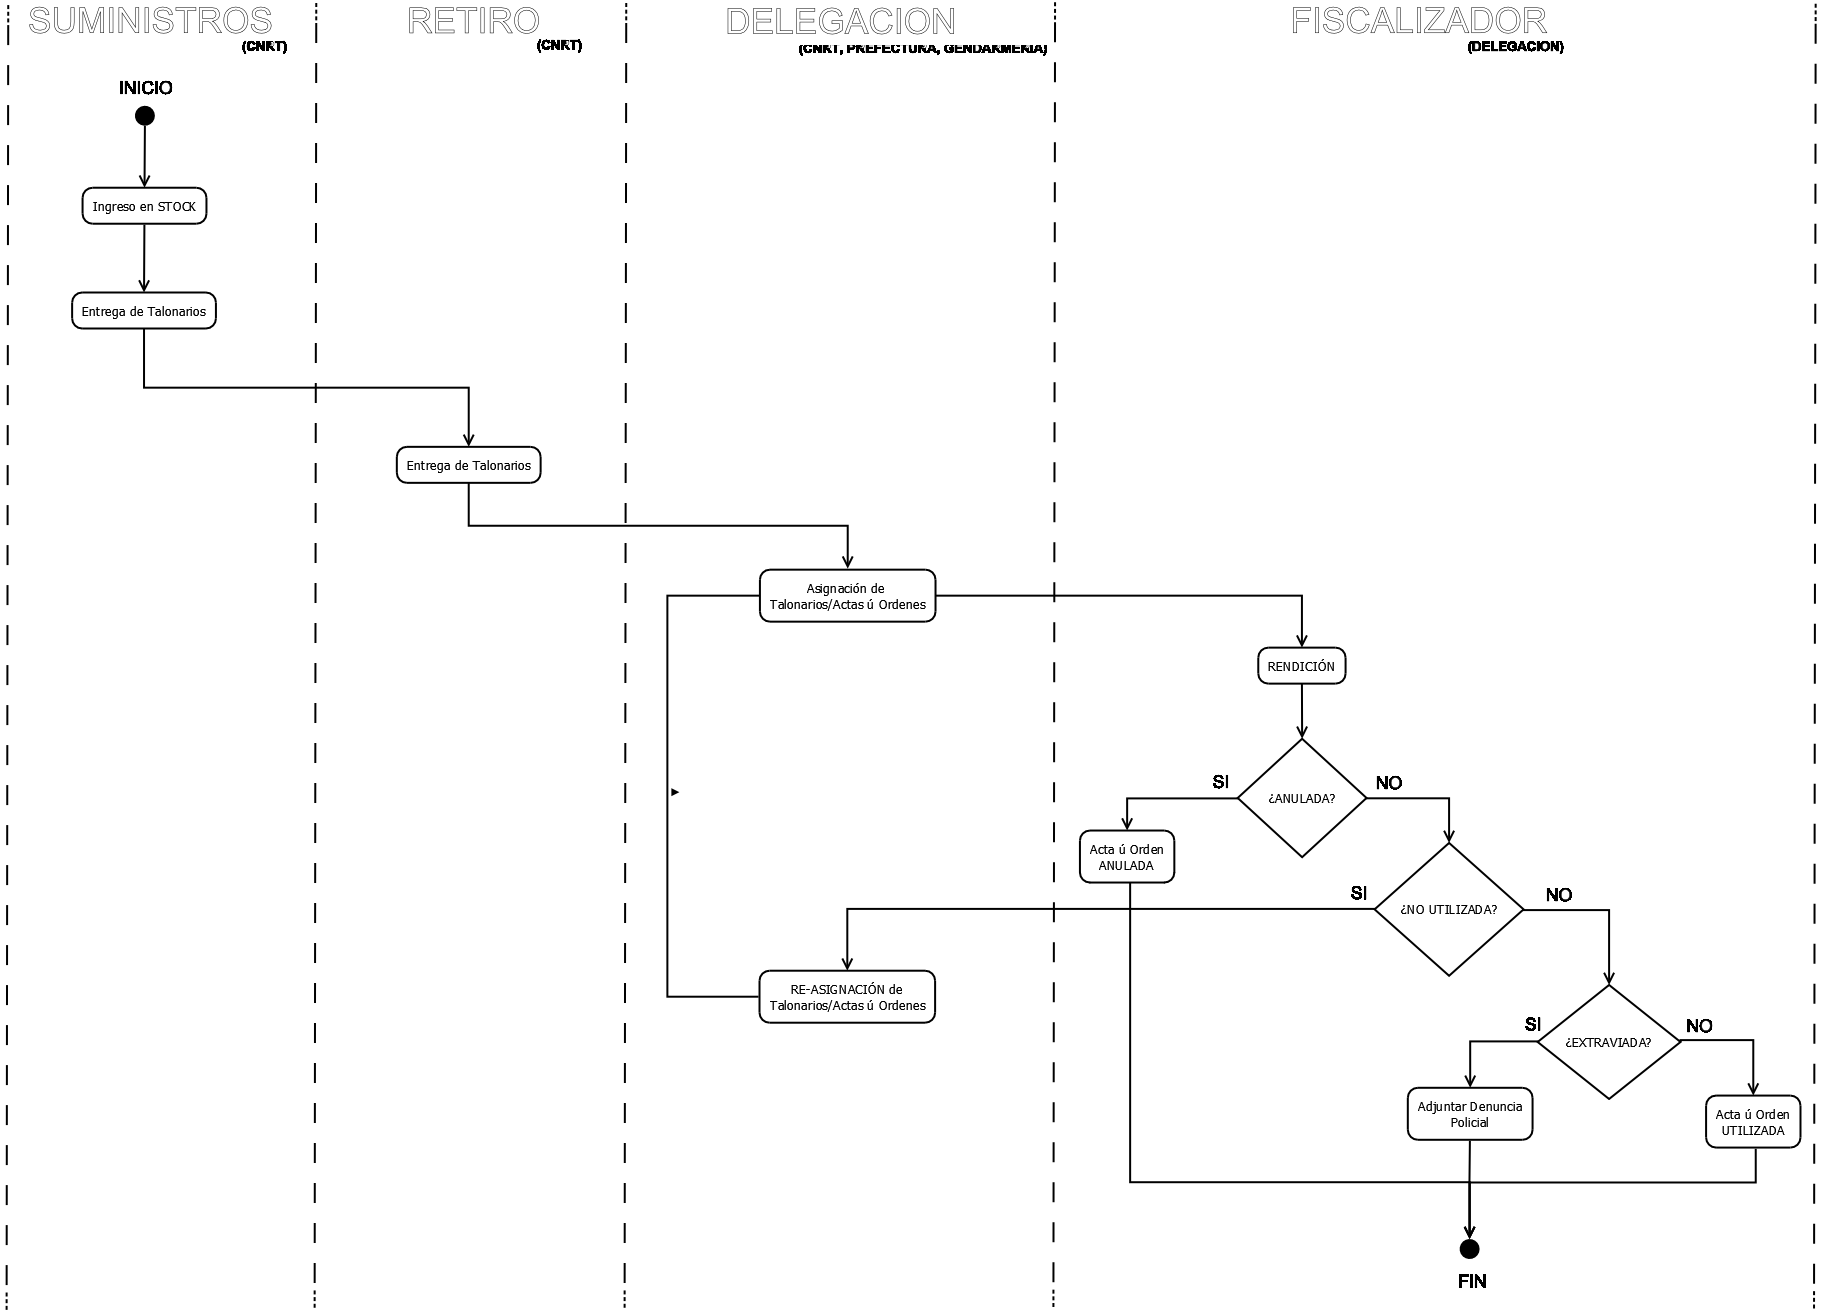 SUMINISTROS
(CNRT)
RETIRO
(CNRT)
DELEGACION
(CNRT, PREFECTURA, GENDARMERIA)
FISCALIZADOR
(DELEGACION)
INICIO
Ingreso en STOCK
Entrega de Talonarios
Entrega de Talonarios
Asignación de
Talonarios/Actas ú Ordenes
RENDICIÓN
SI
¿ANULADA?
NO
Acta ú Orden
ANULADA
SI
¿NO UTILIZADA?
NO
RE-ASIGNACIÓN de
Talonarios/Actas ú Ordenes
SI
¿EXTRAVIADA?
NO
Adjuntar Denuncia
Policial
Acta ú Orden
UTILIZADA
FIN